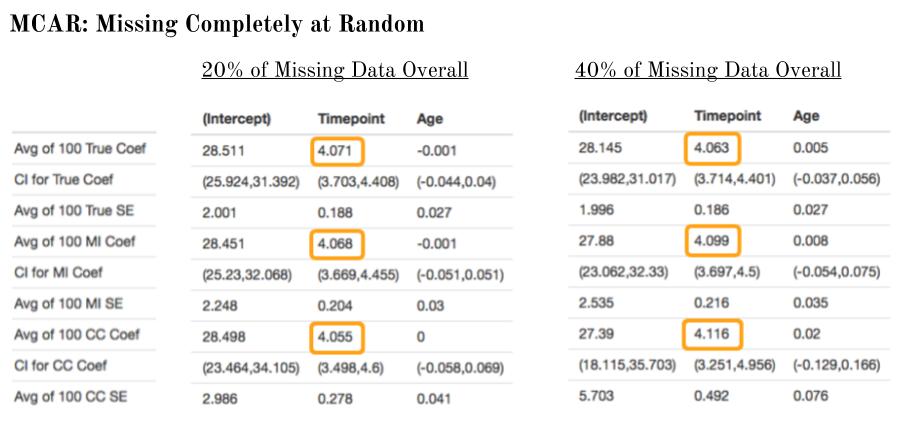 MCAR: Missing Completely at Random
20% of Missing Data Overall 40% of Missing Data Overall
(Intercept) Timepoint Age (Intercept) Timepoint Age
Avg of 100 True Coef 28.511 4.071 -0.001 28.145 4.063 0.005
CI for True Coef (25.924,31.392) (3.703,4.408) (-0.044,0.04) (23.982,31.017) (3.714,4.401) (-0.037,0.056)
Avg of 100 True SE 2.001 0.188 0.027 1.996 0.186 0.027
Avg of 100 MI Coef 28.451 4.068 -0.001 27.88 4.099 0.008
CI for MI Coef (25.23,32.068) (3.669,4.455) (-0.051,0.051) (23.062,32.33) (3.697,4.5) (-0.054,0.075)
Avg of 100 MI SE 2.248 0.204 0.03 2.535 0.216 0.035
Avg of 100 CC Coef 28.498 4.055 0 27.39 4.116 0.02
CI for CC Coef (23.464,34.105) (3.498,4.6) (-0.058,0.069) (18.115,35.703) (3.251,4.956) (-0.129,0.166)
Avg of 100 CC SE 2.986 0.278 0.041 5.703 0.492 0.076